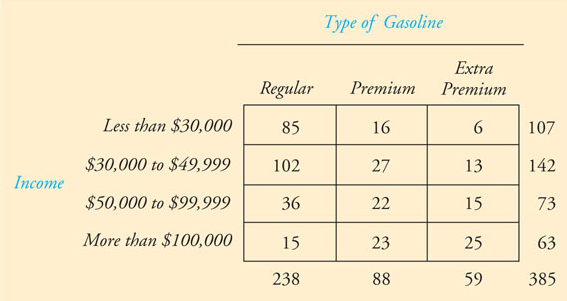 Type of Gasoline
Extra
Regular Premium Premium
Less than $30,000 85 16 6 107
$30,000 to $49,999 102 27 13 142
Income
$50,000 to $99,999 36 22 15 73
More than $100,000 15 23 25 63
238 88 59 385